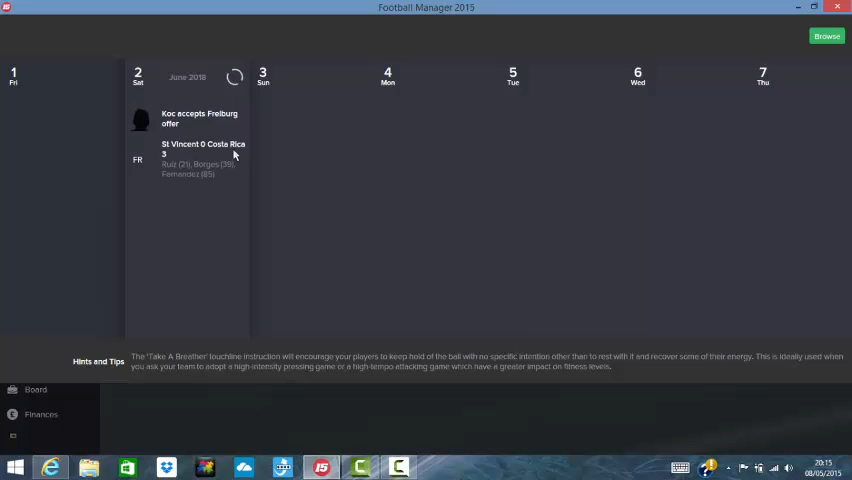 Football Manager 2015
Browse
1
Fri
2
Sat
June 2018
3
Sun
4
Mon
5
Tue
6
Wed
7
Thu
Koc accepts Freiburg
offer
FR
St Vincent 0 Costa Rica
3
Ruiz (21), Borges (39),
Fernandez (85)
Hints and Tips
The 'Take A Breather' touchline instruction will encourage your players to keep hold of the ball with no specific intention other than to rest with it and recover some of their energy. This is ideally used when
you ask your team to adopt a high-intensity pressing game or a high-tempo attacking game which have a greater impact on fitness levels.
Board
Finances
15
20:15
08/05/2015